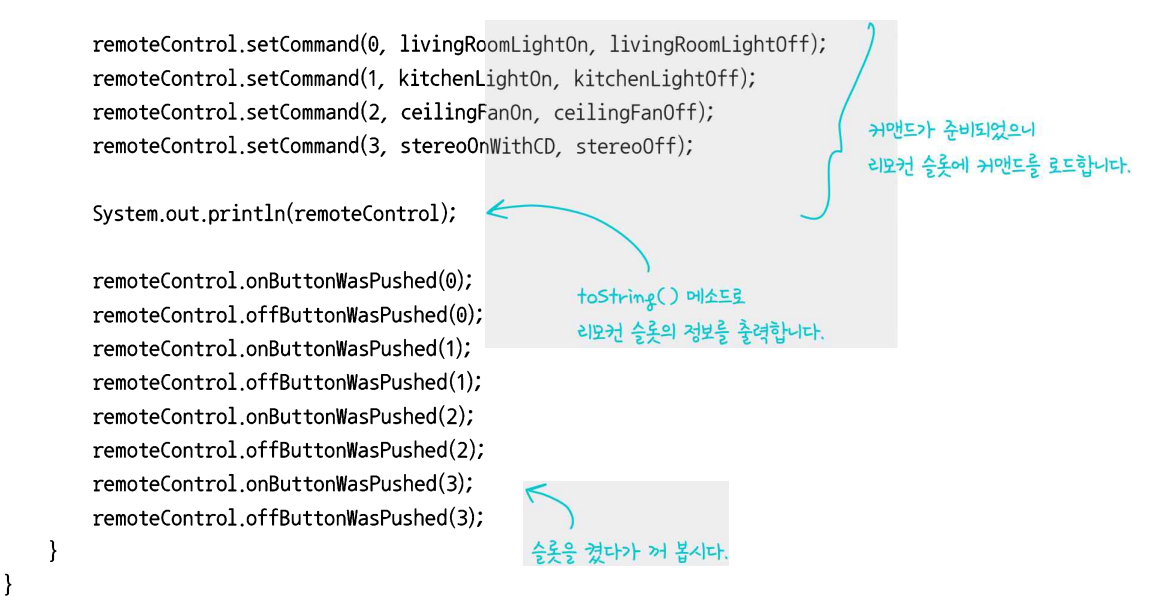 remoteControl.setCommand(0, livingRoomLightOn, livingRoomLightOff);
remoteControl.setCommand(1, kitchenLightOn, kitchenLightOff);
remoteControl.setCommand(2, ceilingFanOn, ceilingFanOff);
remoteControl.setCommand(3, stereoOnWithCD, stereoOff);
커맨드가 준비되었으니
리모컨 슬롯에 커맨드를 로드합니다.
System.out.println(remoteControl);
toString() 메소드로
리모컨 슬롯의 정보를 출력합니다.
remoteControl.onButtonWasPushed(0);
remoteControl.offButtonWasPushed(0);
remoteControl.onButtonWasPushed(1);
remoteControl.offButtonWasPushed(1);
remoteControl.onButtonWasPushed(2);
remoteControl.offButtonWasPushed(2);
remoteControl.onButtonWasPushed(3);
remoteControl.offButtonWasPushed(3);
슬롯을 켰다가 꺼 봅시다.
}
}